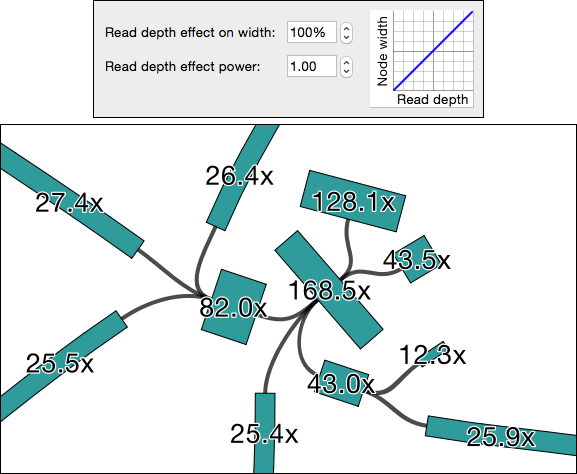 Read depth effect on width: 100%
Read depth effect power: 1.00
Node width
Read depth
26.4x
27.4x
128.1x
43.5x
168.5x
82.0x
12.3x
25.5x
43.0x
25.4x
25.9x